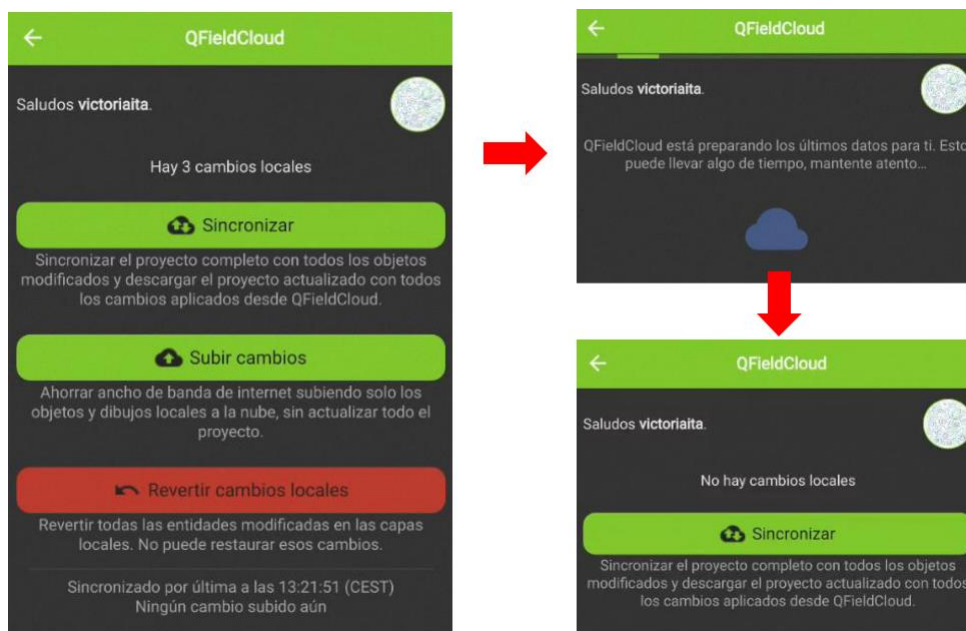 QFieldCloud
Saludos victoriaita.
Hay 3 cambios locales
Sincronizar
Sincronizar el proyecto completo con todos los objetos
modificados y descargar el proyecto actualizado con todos
los cambios aplicados desde QFieldCloud.
Subir cambios
Ahorrar ancho de banda de internet subiendo solo los
objetos y dibujos locales a la nube, sin actualizar todo el
proyecto.
Revertir cambios locales
Revertir todas las entidades modificadas en las capas
locales. No puede restaurar esos cambios.
Sincronizado por última a las 13:21:51 (CEST)
Ningún cambio subido aún
QFieldCloud
Saludos victoriaita.
QFieldCloud está preparando los últimos datos para ti. Esto
puede llevar algo de tiempo, mantente atento...
QFieldCloud
Saludos victoriaita.
No hay cambios locales
Sincronizar
Sincronizar el proyecto completo con todos los objetos
modificados y descargar el proyecto actualizado con todos
los cambios aplicados desde QFieldCloud.